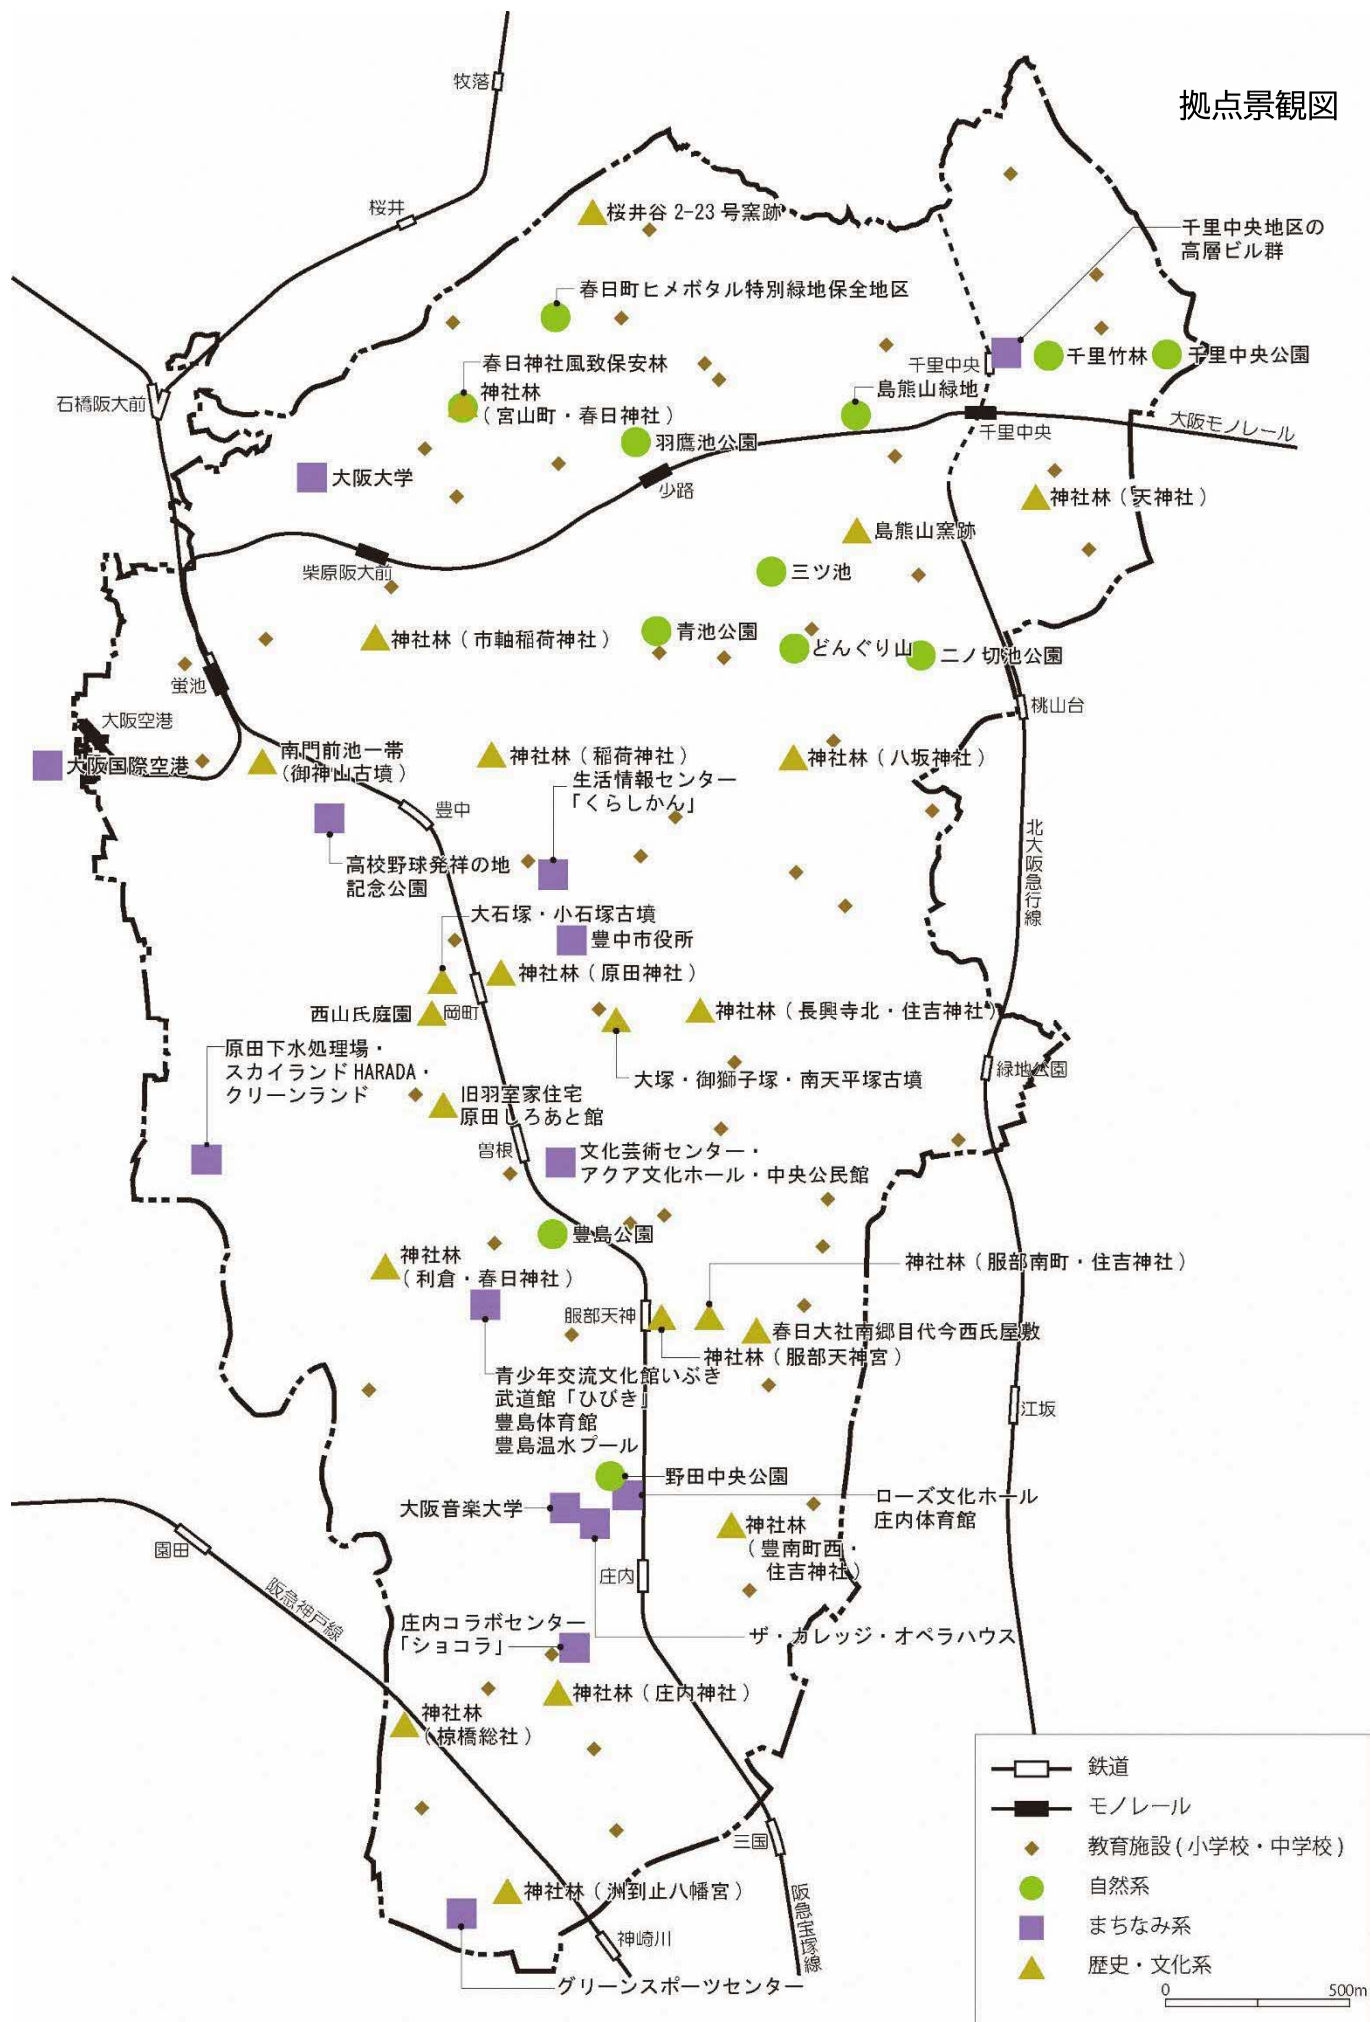 拠点景観図
牧落
桜井
桜井谷 2-23 号窯跡
千里中央地区の
高層ビル群
春日町ヒメボタル特別緑地保全地区
春日神社風致保安林
神社林
（宮山町・春日神社）
石橋阪大前
千里中央
千里竹林
千里中央公園
島熊山緑地
千里中央
大阪モノレール
羽鷹池公園
大阪大学
少路
神社林（天神社）
島熊山窯跡
柴原阪大前
三ツ池
神社林（市軸稲荷神社）
青池公園
どんぐり山
二ノ切池公園
蛍池
桃山台
大阪空港
大阪国際空港
南門前池一帯
（御神山古墳）
神社林（稲荷神社）
神社林（八坂神社）
生活情報センター
「くらしかん」
豊中
北大阪急行線
高校野球発祥の地
記念公園
大石塚・小石塚古墳
豊中市役所
神社林（原田神社）
西山氏庭園
岡町
神社林（長興寺北・住吉神社）
原田下水処理場・
スカイランド HARADA・
クリーンランド
大塚・御獅子塚・南天平塚古墳
緑地公園
旧羽室家住宅
原田しろあと館
曽根
文化芸術センター・
アクア文化ホール・中央公民館
豊島公園
神社林
（利倉・春日神社）
神社林（服部南町・住吉神社）
服部天神
春日大社南郷目代今西氏屋敷
神社林（服部天神宮）
青少年交流文化館いぶき
武道館「ひびき」
豊島体育館
豊島温水プール
江坂
野田中央公園
大阪音楽大学
ローズ文化ホール
庄内体育館
神社林
（豊南町西・
住吉神社）
園田
阪急神戸線
庄内
庄内コラボセンター
「ショコラ」
ザ・カレッジ・オペラハウス
神社林（庄内神社）
神社林
（椋橋総社）
三国
阪急宝塚線
神社林（洲到止八幡宮）
神崎川
グリーンスポーツセンター
鉄道
モノレール
教育施設(小学校・中学校)
自然系
まちなみ系
歴史・文化系
0 500m